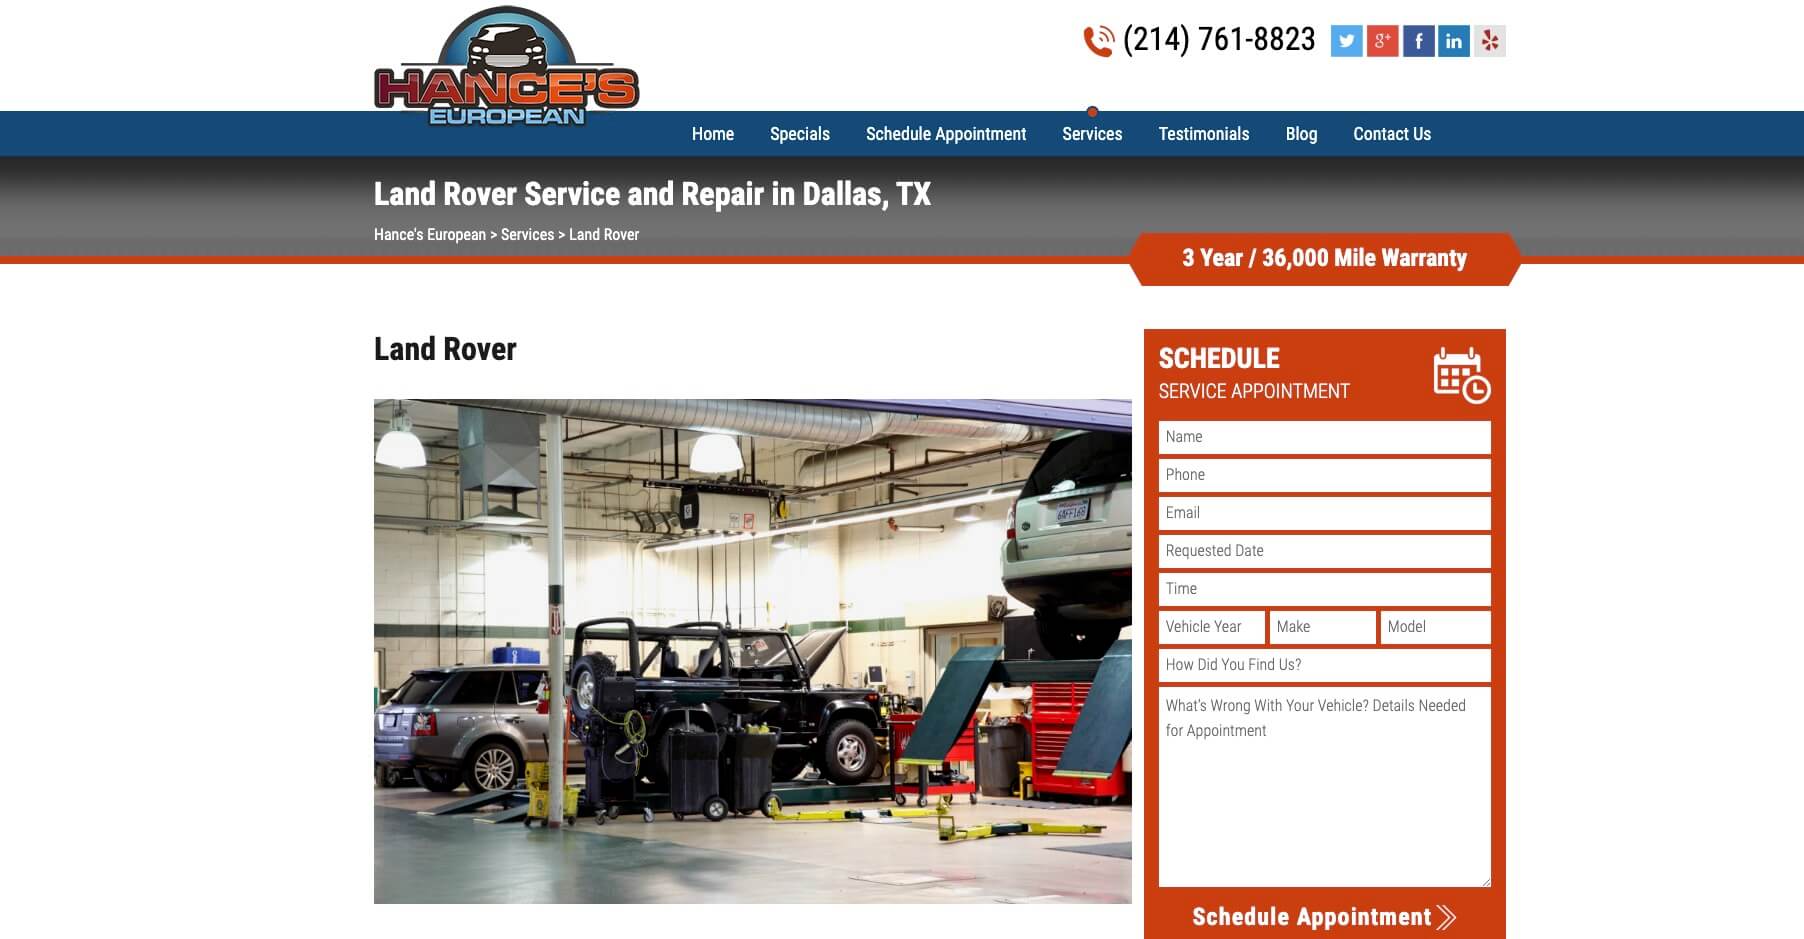 HANCE'S
EUROPEAN
(214) 761-8823
g+
f
in
Home
Specials
Schedule Appointment
Services
Testimonials
Blog
Contact Us
Land Rover Service and Repair in Dallas, TX
Hance's European > Services > Land Rover
3 Year / 36,000 Mile Warranty
Land Rover
SCHEDULE
SERVICE APPOINTMENT
Name
Phone
Email
Requested Date
Time
Vehicle Year
Make
Model
How Did You Find Us?
What's Wrong With Your Vehicle? Details Needed
for Appointment
Schedule Appointment